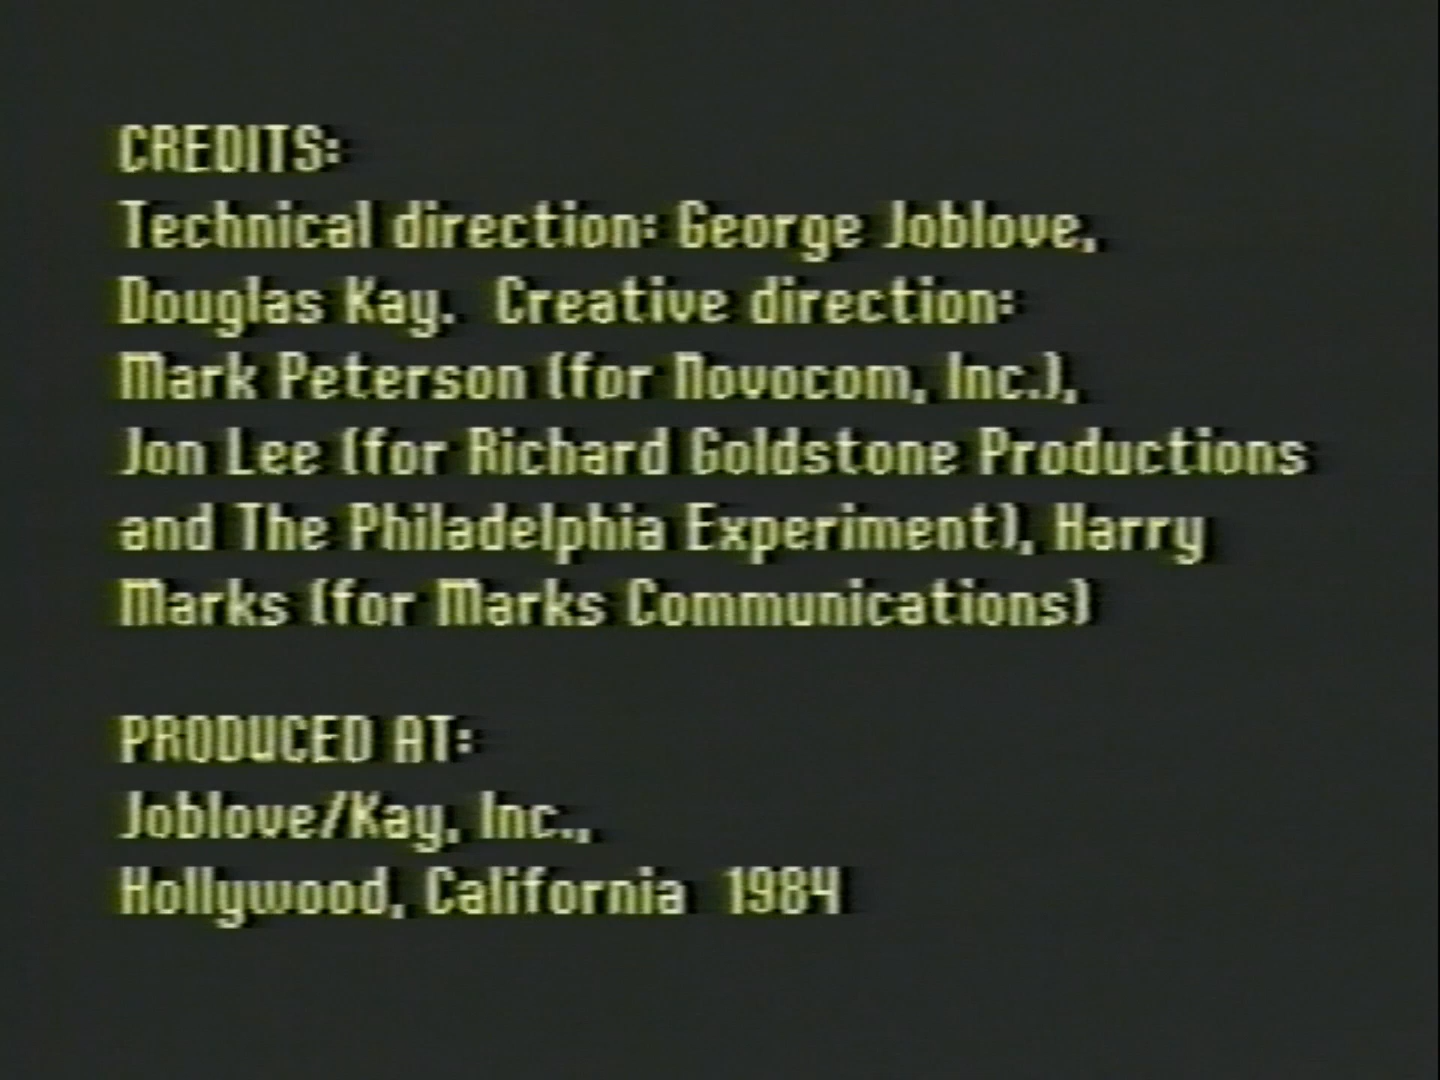 CREDITS:
Technical direction: George Joblove,
Douglas Kay.  Creative direction:
Mark Peterson (for Novocom, Inc.),
Jon Lee (for Richard Goldstone Productions
and The Philadelphia Experiment), Harry
Marks (for Marks Communications)
PRODUCED AT:
Joblove/Kay, Inc.,
Hollywood, California  1984